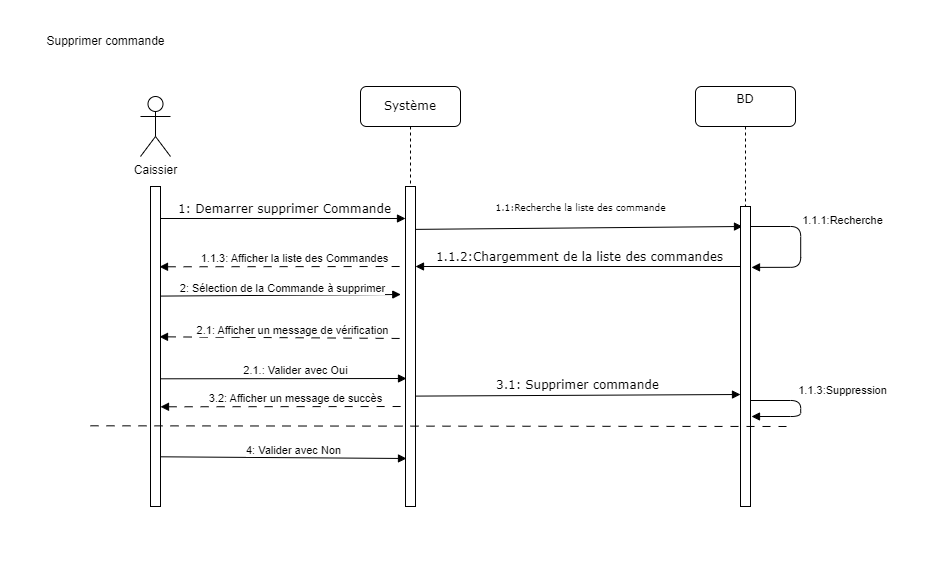 Supprimer commande
Système
BD
Caissier
1: Demarrer supprimer Commande
1.1:Recherche la liste des commande
1.1.1:Recherche
1.1.3: Afficher la liste des Commandes
1.1.2:Chargemment de la liste des commandes
2: Sélection de la Commande à supprimer
2.1: Afficher un message de vérification
2.1.: Valider avec Oui
3.1: Supprimer commande
1.1.3:Suppression
3.2: Afficher un message de succès
4: Valider avec Non